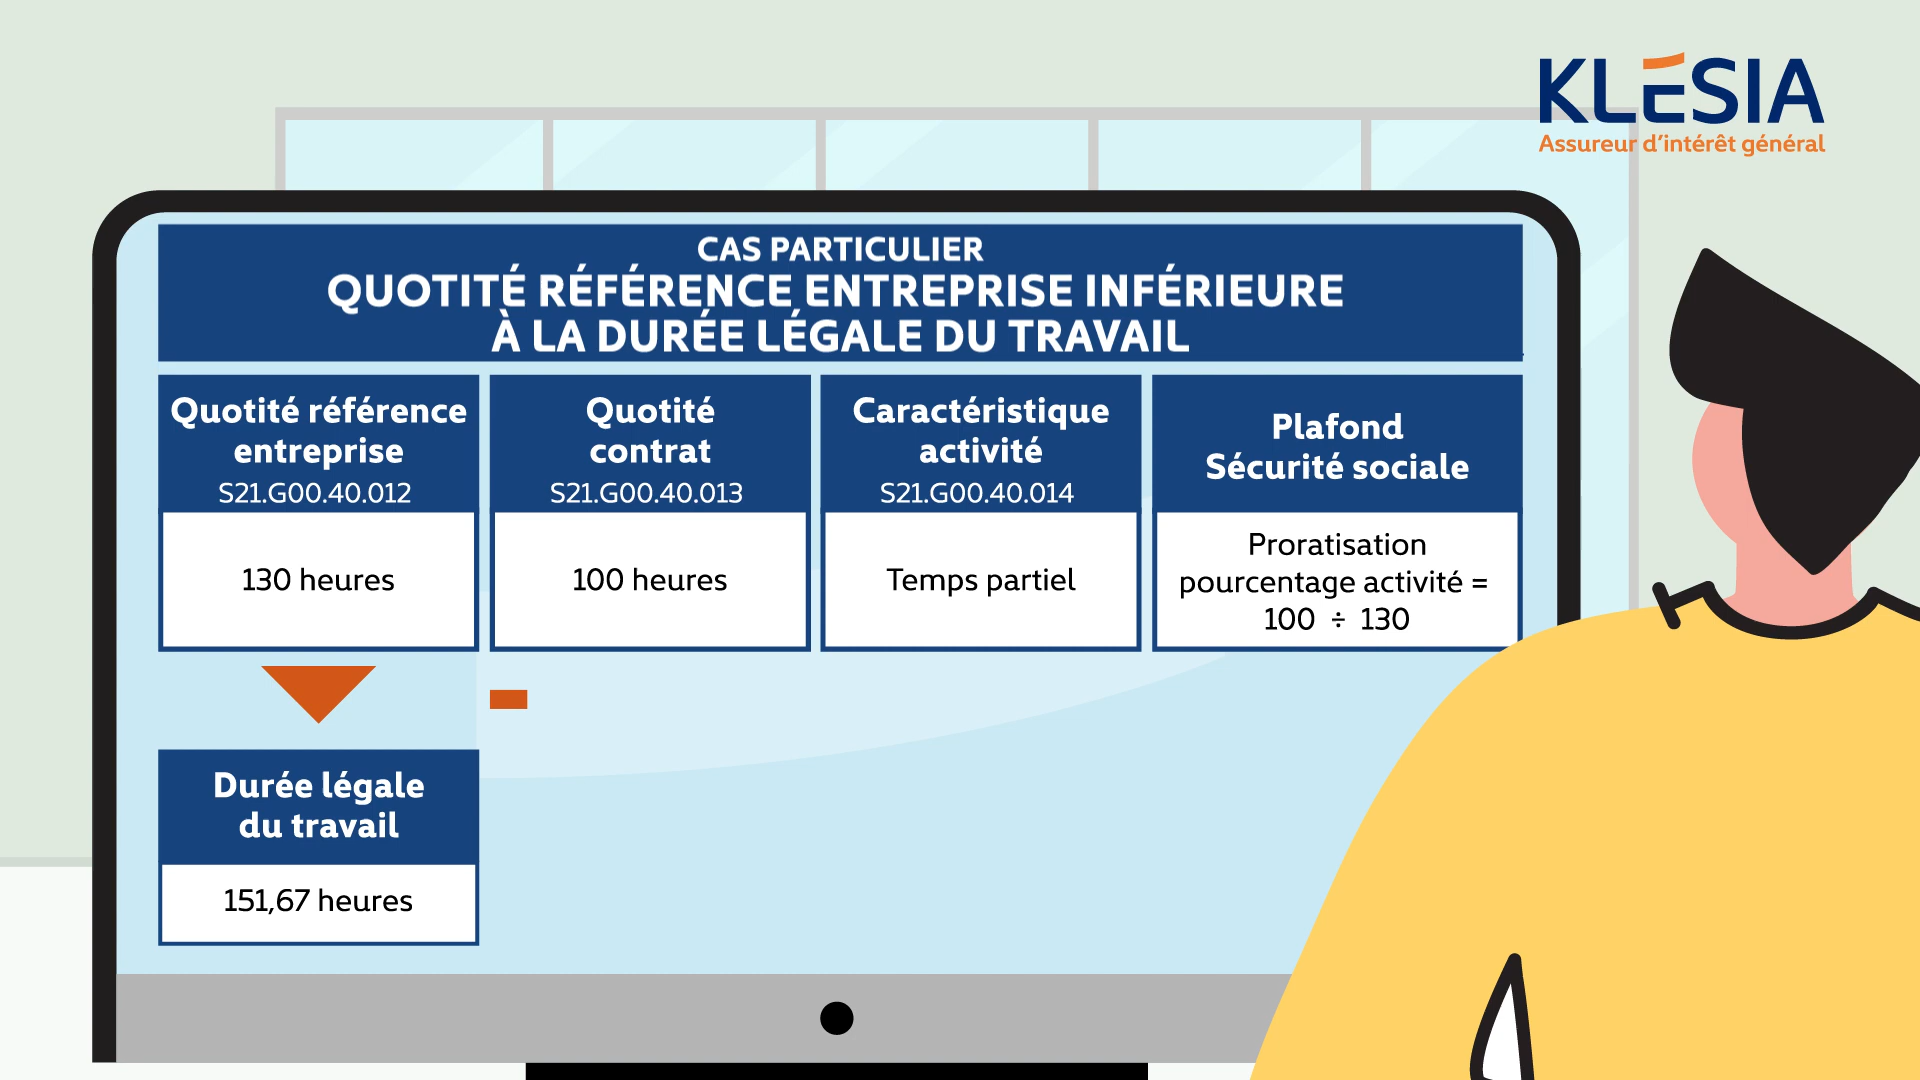 KLESIA
Assureur d'intérêt général
CAS PARTICULIER
QUOTITÉ RÉFÉRENCE ENTREPRISE INFÉRIEURE
À LA DURÉE LÉGALE DU TRAVAIL
Quotité référence
entreprise
S21.G00.40.012
130 heures
Quotité
contrat
S21.G00.40.013
100 heures
Caractéristique
activité
S21.G00.40.014
Temps partiel
Plafond
Sécurité sociale
Proratisation
pourcentage activité =
100 ÷ 130
Durée légale
du travail
151,67 heures